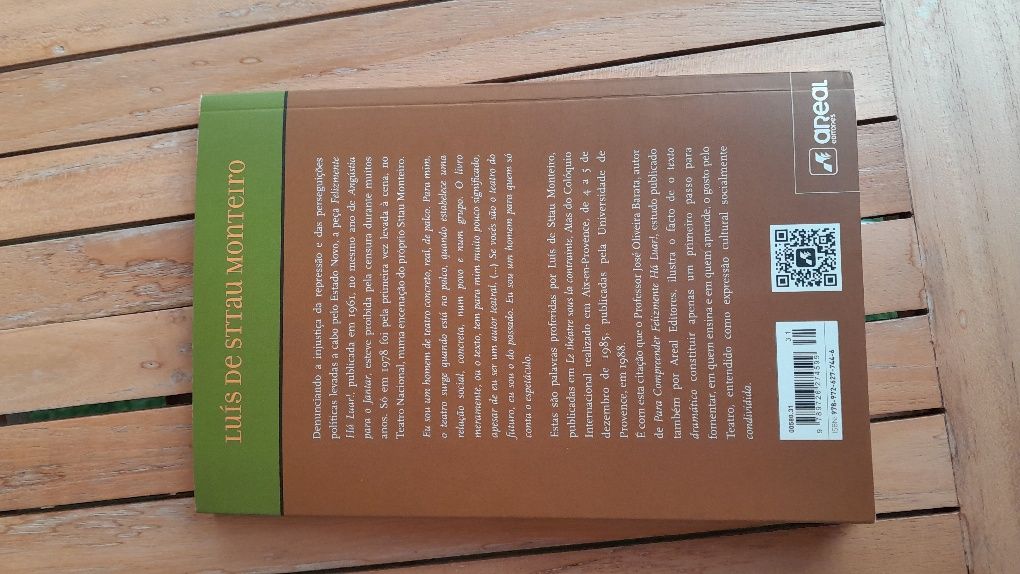 LUÍS DE STTAU MONTEIRO
Denunciando a injustiça da repressão e das perseguições
políticas levadas a cabo pelo Estado Novo, a peça Felizmente
Há Luar!, publicada em 1961, no mesmo ano de Angústia
para o Jantar, esteve proibida pela censura durante muitos
anos. Só em 1978 foi pela primeira vez levada à cena, no
Teatro Nacional, numa encenação do próprio Sttau Monteiro.
Eu sou um homem de teatro concreto, real, de palco. Para mim,
o teatro surge quando está no palco, quando estabelece uma
relação social, concreta, num povo e num grupo. O livro
meramente, ou o texto, tem para mim muito pouco significado,
apesar de eu ser um autor teatral. (...) Se vocês são o teatro do
futuro, eu sou o do passado. Eu sou um homem para quem só
conta o espetáculo.
Estas são palavras proferidas por Luís de Sttau Monteiro,
publicadas em Le théatre sous la contrainte, Atas do Colóquio
Internacional realizado em Aix-em-Provence, de 4 a 5 de
dezembro de 1985, publicadas pela Universidade de
Provence, em 1988.
É com esta citação que o Professor José Oliveira Barata, autor
de Para Compreender Felizmente Há Luar!, estudo publicado
também por Areal Editores, ilustra o facto de o texto
dramático constituir apenas um primeiro passo para
fomentar, em quem ensina e em quem aprende, o gosto pelo
Teatro, entendido como expressão cultural socialmente
condividida.
00580.31
31
9 789726 277446
ISBN: 978-972-627-744-6
areal
editores